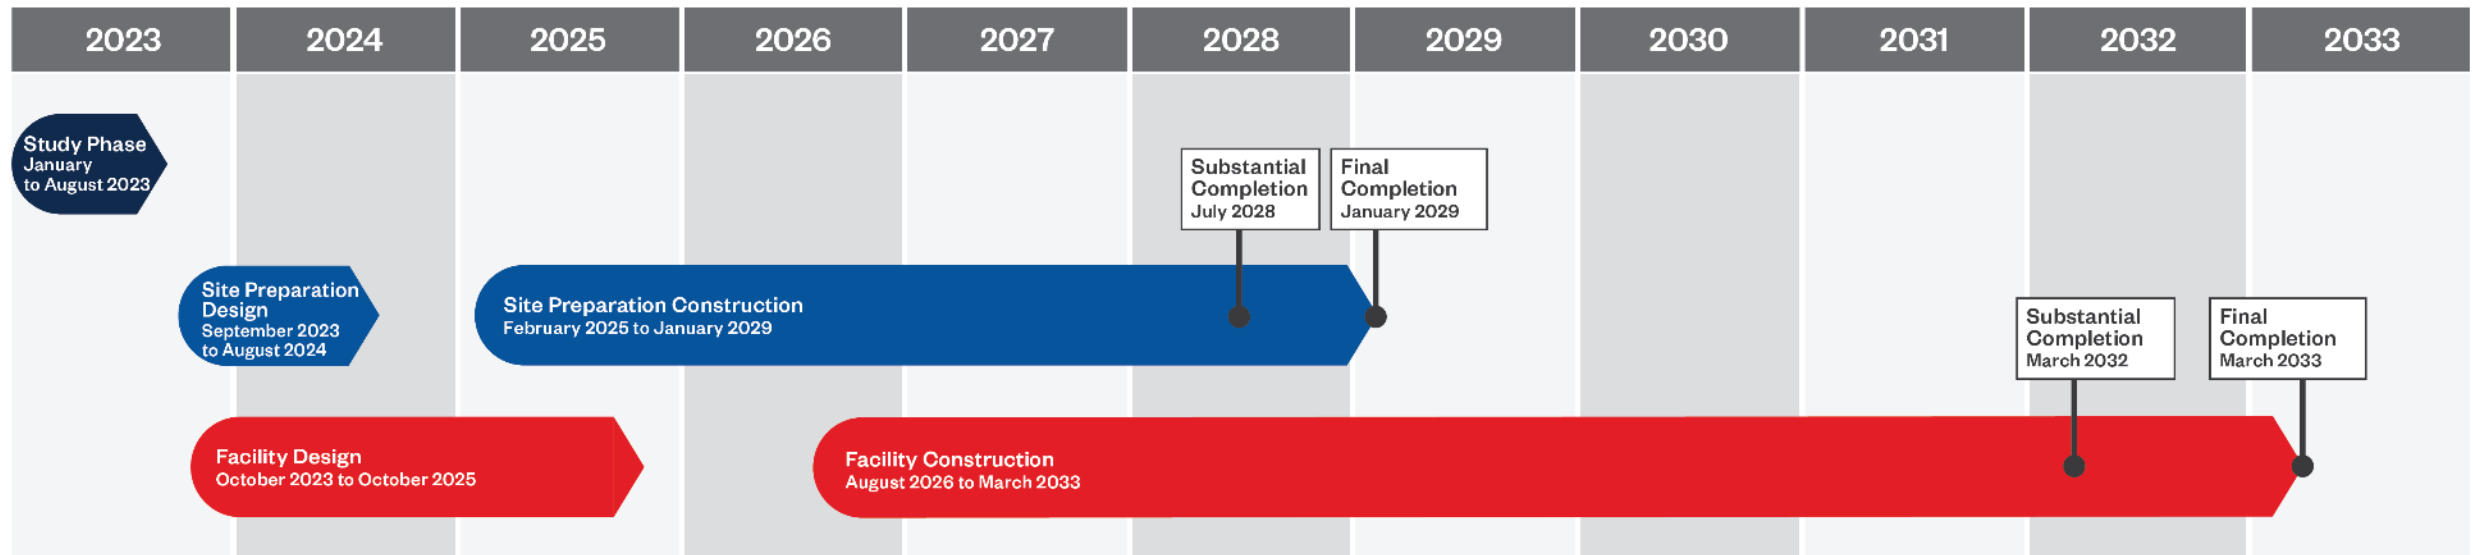 2023
2024
2025
2026
2027
2028
2029
2030
2031
2032
2033
Study Phase
January
to August 2023
Substantial
Completion
July 2028
Final
Completion
January 2029
Site Preparation
Design
September 2023
to August 2024
Site Preparation Construction
February 2025 to January 2029
Substantial
Completion
March 2032
Final
Completion
March 2033
Facility Design
October 2023 to October 2025
Facility Construction
August 2026 to March 2033